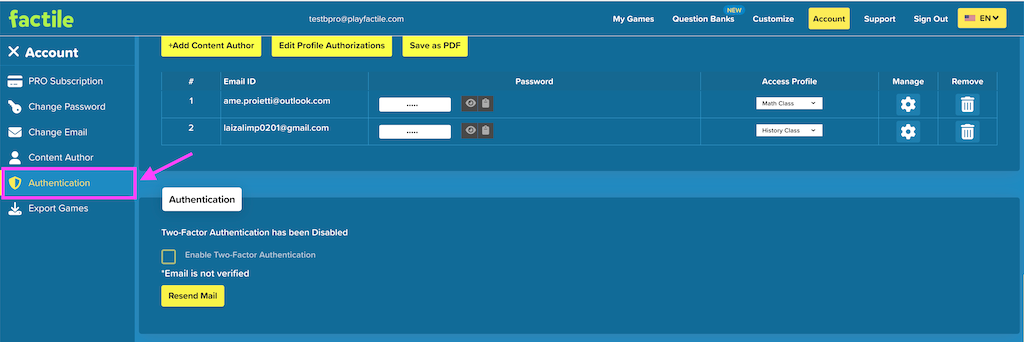 factile
testbpro@playfactile.com
My Games
Question Banks
NEW
Customize
Account
Support
Sign Out
EN
Account
PRO Subscription
Change Password
Change Email
Content Author
Authentication
Export Games
+Add Content Author
Edit Profile Authorizations
Save as PDF
# Email ID Password Access Profile Manage Remove
1 ame.proietti@outlook.com ..... Math Class
2 laizalimp0201@gmail.com ..... History Class
Authentication
Two-Factor Authentication has been Disabled
Enable Two-Factor Authentication
*Email is not verified
Resend Mail